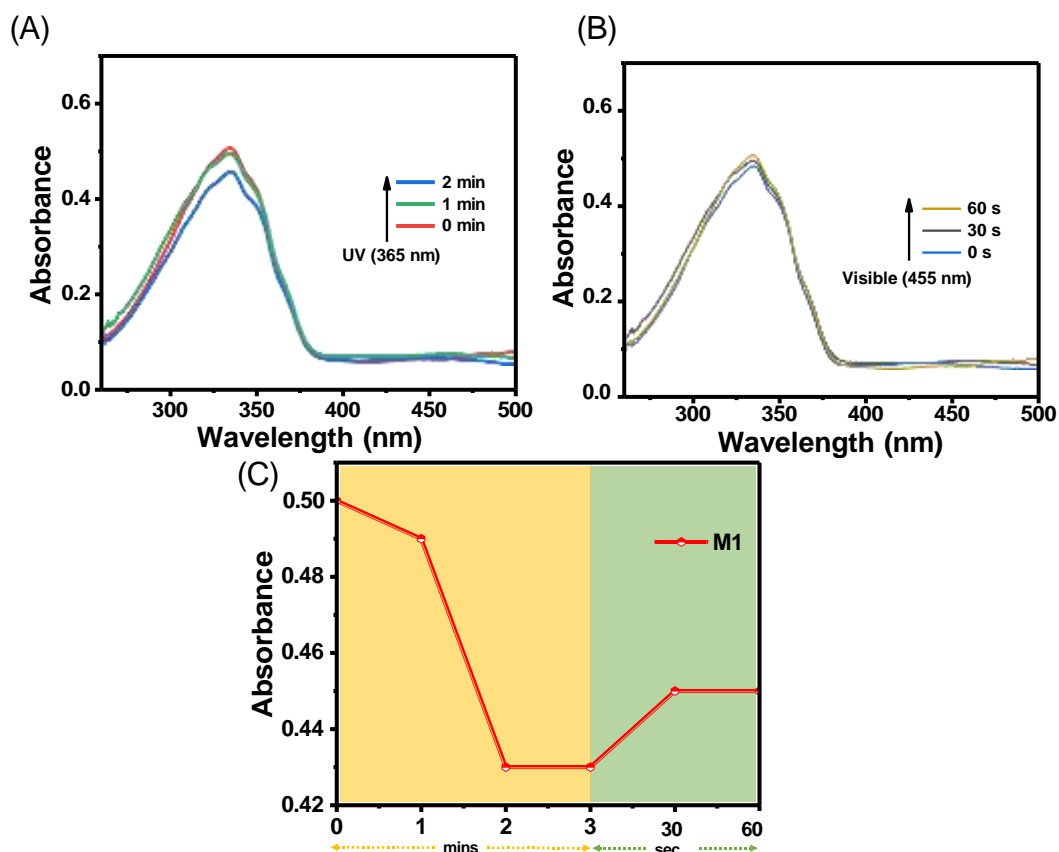 (A)
Absorbance
0.6
0.4
0.2
0.0
2 min
1 min
0 min
UV (365 nm)
300 350 400 450 500
Wavelength (nm)
(B)
Absorbance
0.6
0.4
0.2
0.0
60 s
30 s
0 s
Visible (455 nm)
300 350 400 450 500
Wavelength (nm)
(C)
Absorbance
0.50
0.48
0.46
0.44
0.42
M1
0 1 2 3 30 60
mins sec